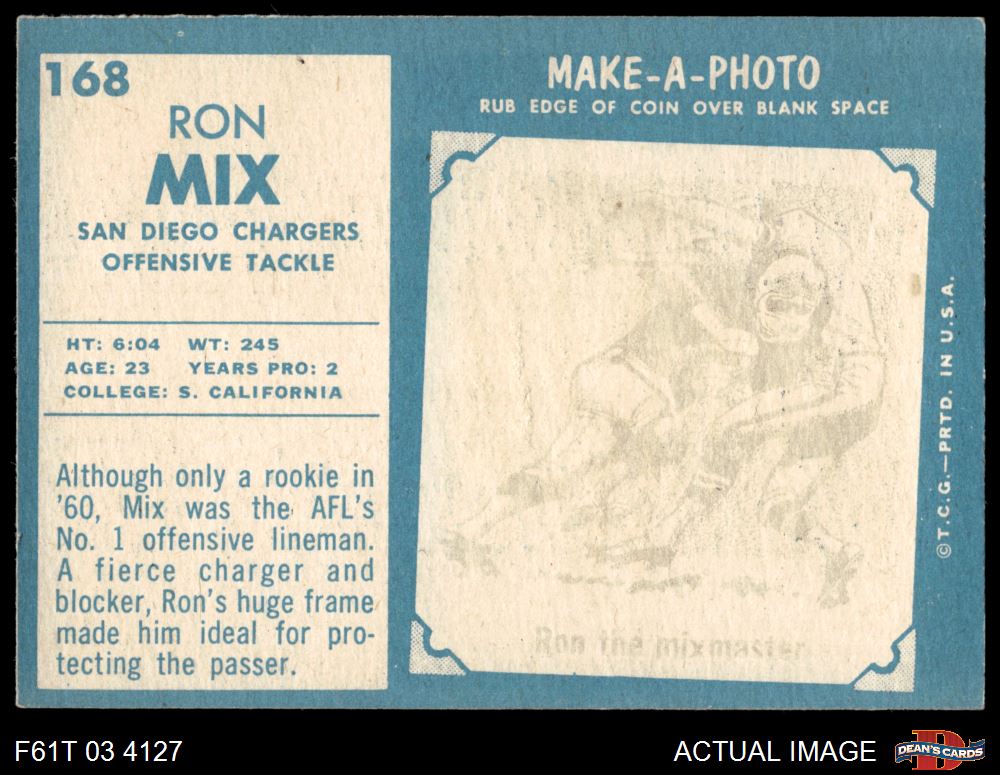 168
RON
MIX
SAN DIEGO CHARGERS
OFFENSIVE TACKLE
HT: 6:04 WT: 245
AGE: 23 YEARS PRO: 2
COLLEGE: S. CALIFORNIA
Although only a rookie in
'60, Mix was the AFL's
No. 1 offensive lineman.
A fierce charger and
blocker, Ron's huge frame
made him ideal for pro-
tecting the passer.
MAKE-A-PHOTO
RUB EDGE OF COIN OVER BLANK SPACE
Ron the mixmaster
©T.C.G.—PRTD. IN U.S.A.
F61T 03 4127
ACTUAL IMAGE
DEAN'S CARDS